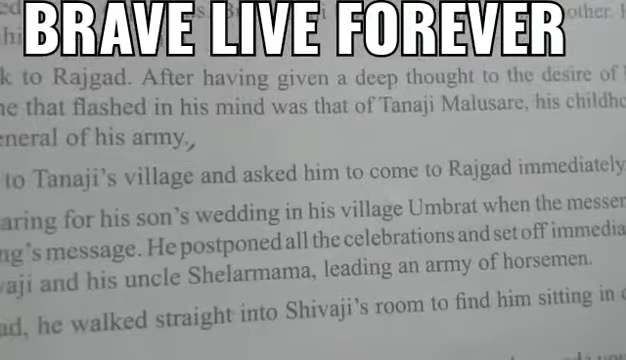 BRAVE LIVE FOREVER
other.
k to Rajgad. After having given a deep thought to the desire of
ne that flashed in his mind was that of Tanaji Malusare, his childho
eneral of his army.
to Tanaji's village and asked him to come to Rajgad immediately
aring for his son's wedding in his village Umbrat when the messen
ng's message. He postponed all the celebrations and set off immedia
vaji and his uncle Shelarmama, leading an army of horsemen.
ad, he walked straight into Shivaji's room to find him sitting in